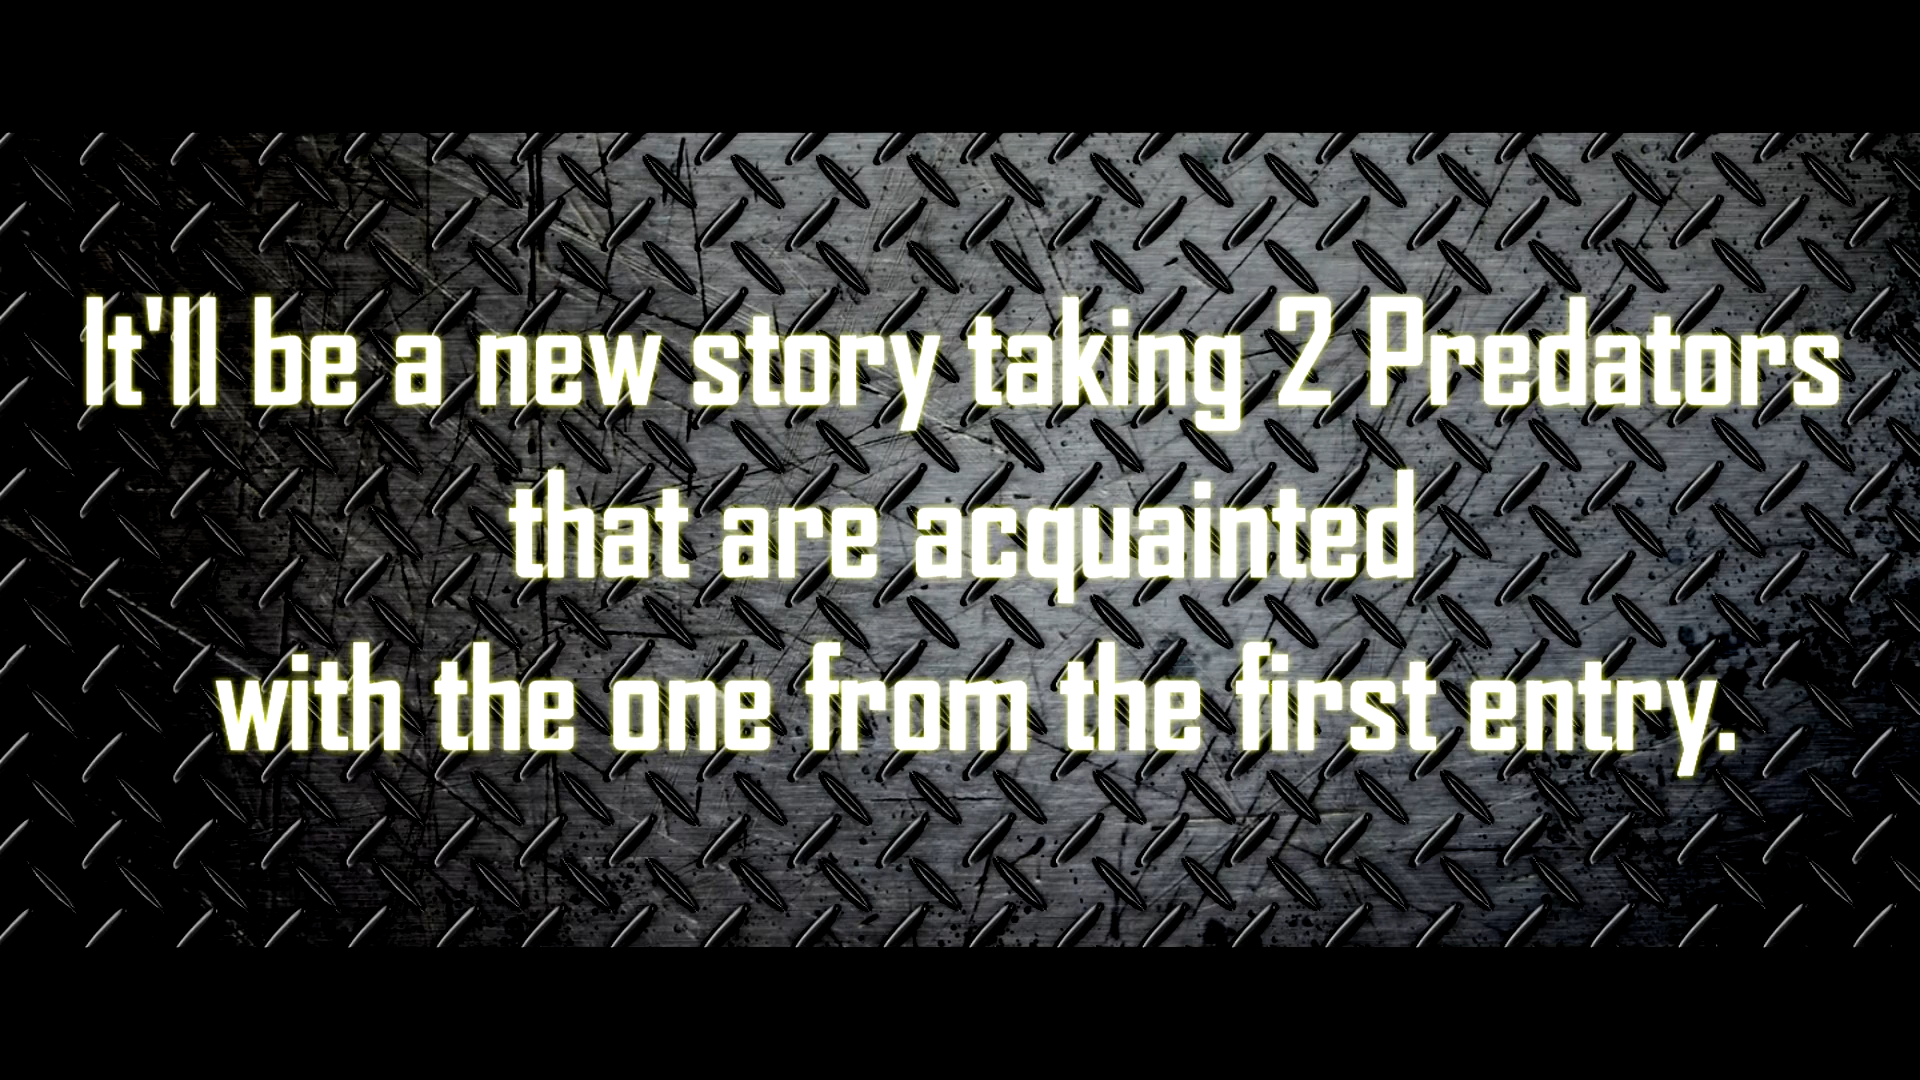 It'll be a new story taking 2 Predators
that are acquainted
with the one from the first entry.